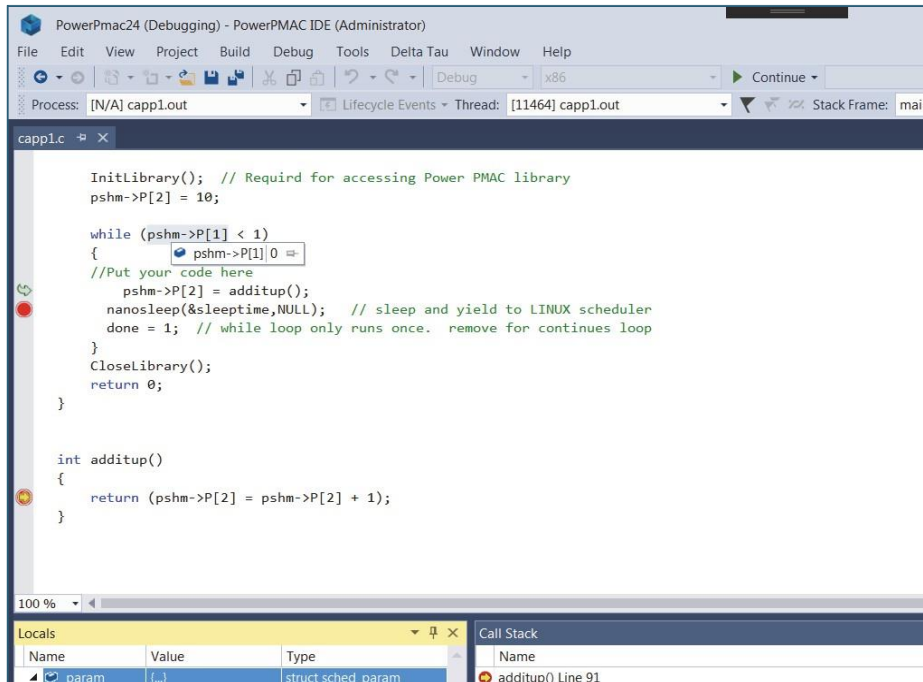 PowerPmac24 (Debugging) - PowerPMAC IDE (Administrator)
File Edit View Project Build Debug Tools Delta Tau Window Help
Debug x86 Continue
Process: [N/A] capp1.out Lifecycle Events Thread: [11464] capp1.out Stack Frame: mai
capp1.c
InitLibrary(); // Requird for accessing Power PMAC library
pshm->P[2] = 10;
while (pshm->P[1] < 1)
{ pshm->P[1] 0
//Put your code here
pshm->P[2] = additup();
nanosleep(&sleeptime,NULL); // sleep and yield to LINUX scheduler
done = 1; // while loop only runs once. remove for continues loop
}
CloseLibrary();
return 0;
}
int additup()
{
return (pshm->P[2] = pshm->P[2] + 1);
}
100 %
Locals Call Stack
Name Value Type Name
param {...} struct sched_param additup() Line 91